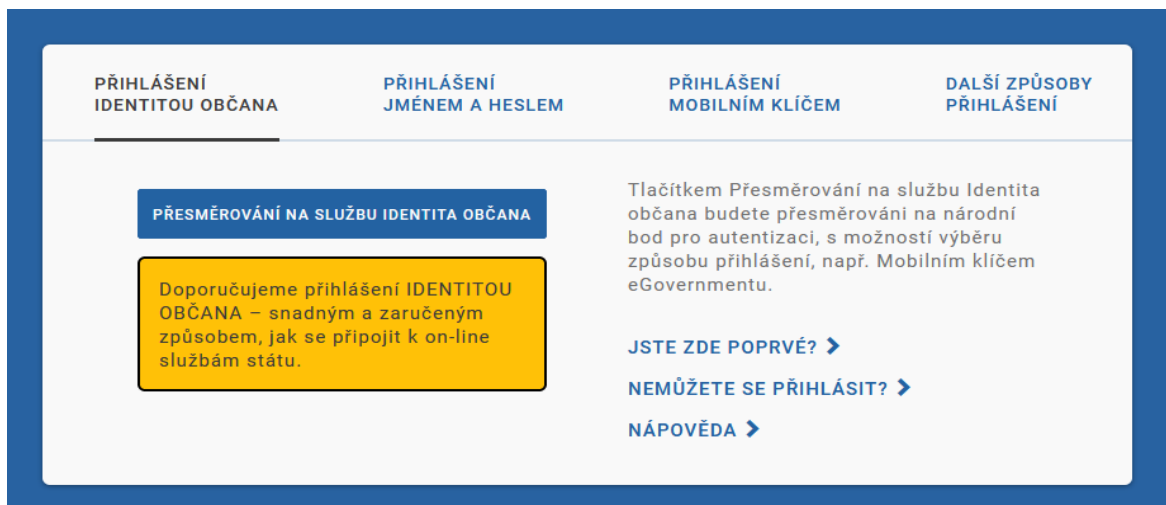 PŘIHLÁŠENÍ
IDENTITOU OBČANA
PŘIHLÁŠENÍ
JMÉNEM A HESLEM
PŘIHLÁŠENÍ
MOBILNÍM KLÍČEM
DALŠÍ ZPŮSOBY
PŘIHLÁŠENÍ
PŘESMĚROVÁNÍ NA SLUŽBU IDENTITA OBČANA
Doporučujeme přihlášení IDENTITOU
OBČANA – snadným a zaručeným
způsobem, jak se připojit k on-line
službám státu.
Tlačítkem Přesměrování na službu Identita
občana budete přesměrováni na národní
bod pro autentizaci, s možností výběru
způsobu přihlášení, např. Mobilním klíčem
eGovernmentu.
JSTE ZDE POPRVÉ?
NEMŮŽETE SE PŘIHLÁSIT?
NÁPOVĚDA